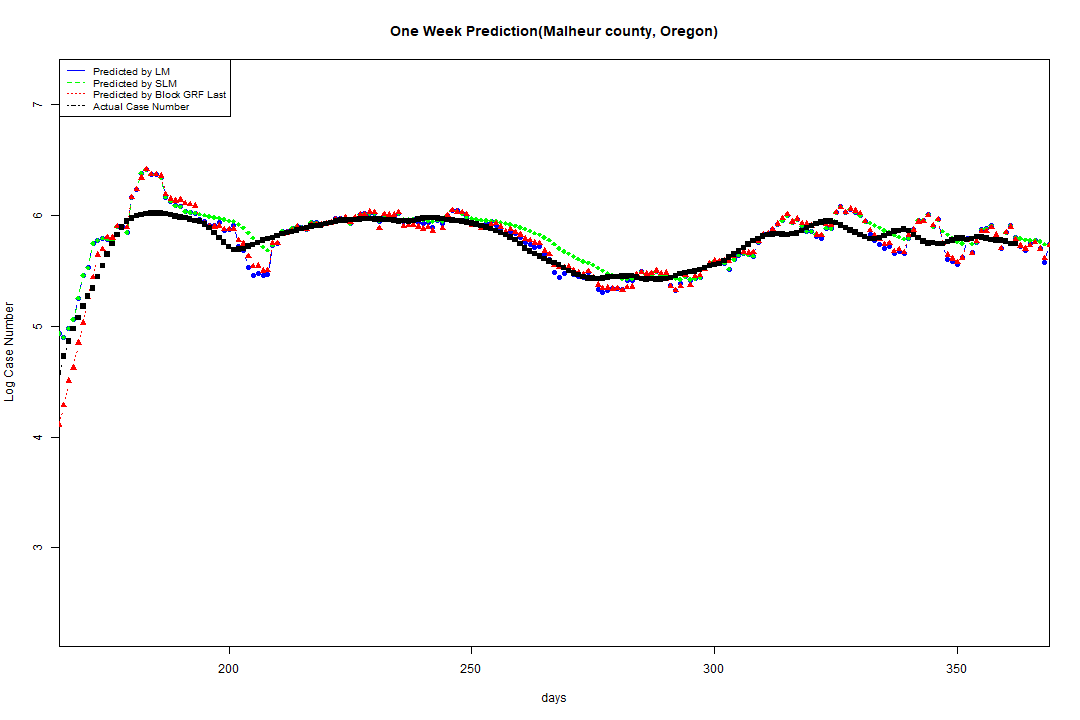 One Week Prediction(Malheur county, Oregon)
Predicted by LM
Predicted by SLM
Predicted by Block GRF Last
Actual Case Number
7
6
5
4
3
Log Case Number
200 250 300 350
days